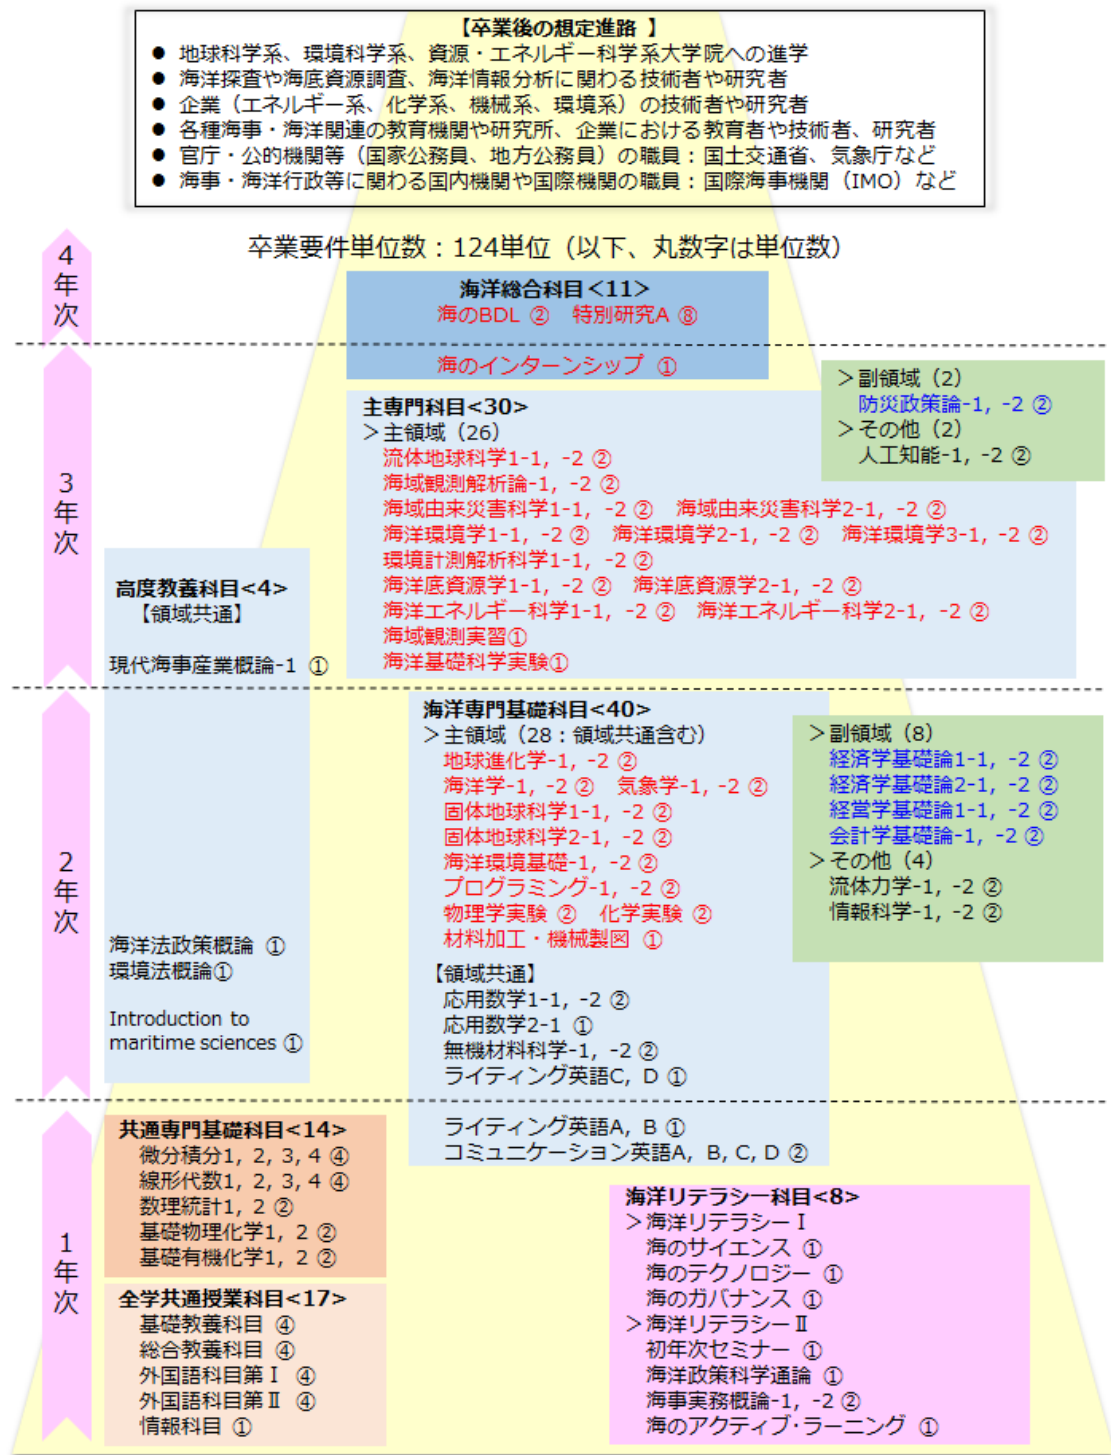 【卒業後の想定進路 】
● 地球科学系、環境科学系、資源・エネルギー科学系大学院への進学
● 海洋探査や海底資源調査、海洋情報分析に関わる技術者や研究者
● 企業（エネルギー系、化学系、機械系、環境系）の技術者や研究者
● 各種海事・海洋関連の教育機関や研究所、企業における教育者や技術者、研究者
● 官庁・公的機関等（国家公務員、地方公務員）の職員：国土交通省、気象庁など
● 海事・海洋行政等に関わる国内機関や国際機関の職員：国際海事機関（IMO）など
卒業要件単位数：124単位（以下、丸数字は単位数）
4年次
海洋総合科目<11>
海のBDL ② 特別研究A ⑧
海のインターンシップ ①
3年次
主専門科目<30>
＞主領域（26）
流体地球科学1-1, -2 ②
海域観測解析論-1, -2 ②
海域由来災害科学1-1, -2 ② 海域由来災害科学2-1, -2 ②
海洋環境学1-1, -2 ② 海洋環境学2-1, -2 ② 海洋環境学3-1, -2 ②
環境計測解析科学1-1, -2 ②
海洋底資源学1-1, -2 ② 海洋底資源学2-1, -2 ②
海洋エネルギー科学1-1, -2 ② 海洋エネルギー科学2-1, -2 ②
海域観測実習①
海洋基礎科学実験①
＞副領域（2）
防災政策論-1, -2 ②
＞その他（2）
人工知能-1, -2 ②
高度教養科目<4>
【領域共通】
現代海事産業概論-1 ①
海洋法政策概論 ①
環境法概論①
Introduction to
maritime sciences ①
2年次
海洋専門基礎科目<40>
＞主領域（28：領域共通含む）
地球進化学-1, -2 ②
海洋学-1, -2 ② 気象学-1, -2 ②
固体地球科学1-1, -2 ②
固体地球科学2-1, -2 ②
海洋環境基礎-1, -2 ②
プログラミング-1, -2 ②
物理学実験 ② 化学実験 ②
材料加工・機械製図 ①
【領域共通】
応用数学1-1, -2 ②
応用数学2-1 ①
無機材料科学-1, -2 ②
ライティング英語C, D ①
ライティング英語A, B ①
コミュニケーション英語A, B, C, D ②
＞副領域（8）
経済学基礎論1-1, -2 ②
経済学基礎論2-1, -2 ②
経営学基礎論1-1, -2 ②
会計学基礎論-1, -2 ②
＞その他（4）
流体力学-1, -2 ②
情報科学-1, -2 ②
1年次
共通専門基礎科目<14>
微分積分1, 2, 3, 4 ④
線形代数1, 2, 3, 4 ④
数理統計1, 2 ②
基礎物理化学1, 2 ②
基礎有機化学1, 2 ②
全学共通授業科目<17>
基礎教養科目 ④
総合教養科目 ④
外国語科目第Ⅰ ④
外国語科目第Ⅱ ④
情報科目 ①
海洋リテラシー科目<8>
＞海洋リテラシーⅠ
海のサイエンス ①
海のテクノロジー ①
海のガバナンス ①
＞海洋リテラシーⅡ
初年次セミナー ①
海洋政策科学通論 ①
海事実務概論-1, -2 ②
海のアクティブ・ラーニング ①